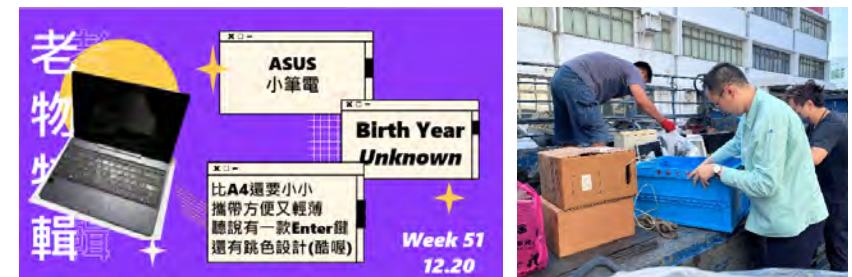 老物特輯
ASUS
小筆電
Birth Year
Unknown
比A4還要小小
攜帶方便又輕薄
聽說有一款Enter鍵
還有跳色設計(酷喔)
Week 51
12.20